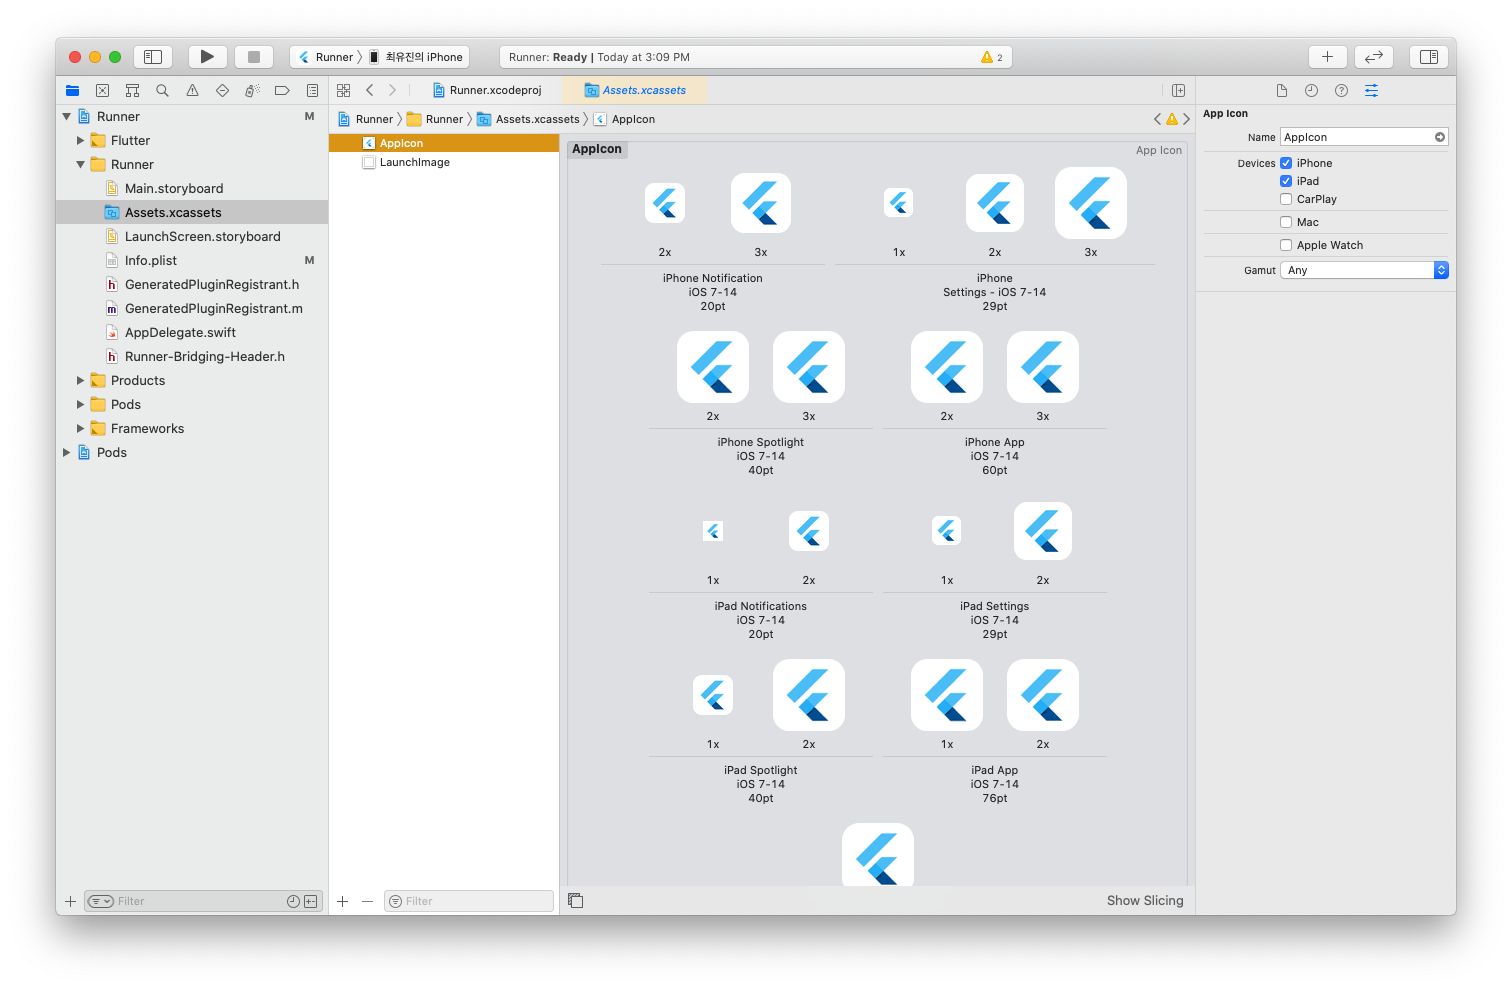 Runner 최유진의 iPhone
Runner: Ready | Today at 3:09 PM
2
Runner.xcodeproj
Assets.xcassets
Runner M
Flutter
Runner
Main.storyboard
Assets.xcassets
LaunchScreen.storyboard
Info.plist M
GeneratedPluginRegistrant.h
GeneratedPluginRegistrant.m
AppDelegate.swift
Runner-Bridging-Header.h
Products
Pods
Frameworks
Pods
Filter
Runner Runner Assets.xcassets AppIcon
AppIcon
LaunchImage
Filter
AppIcon
App Icon
2x 3x
iPhone Notification
iOS 7-14
20pt
1x 2x 3x
iPhone
Settings - iOS 7-14
29pt
2x 3x
iPhone Spotlight
iOS 7-14
40pt
2x 3x
iPhone App
iOS 7-14
60pt
1x 2x
iPad Notifications
iOS 7-14
20pt
1x 2x
iPad Settings
iOS 7-14
29pt
1x 2x
iPad Spotlight
iOS 7-14
40pt
1x 2x
iPad App
iOS 7-14
76pt
Show Slicing
App Icon
Name AppIcon
Devices iPhone
iPad
CarPlay
Mac
Apple Watch
Gamut Any